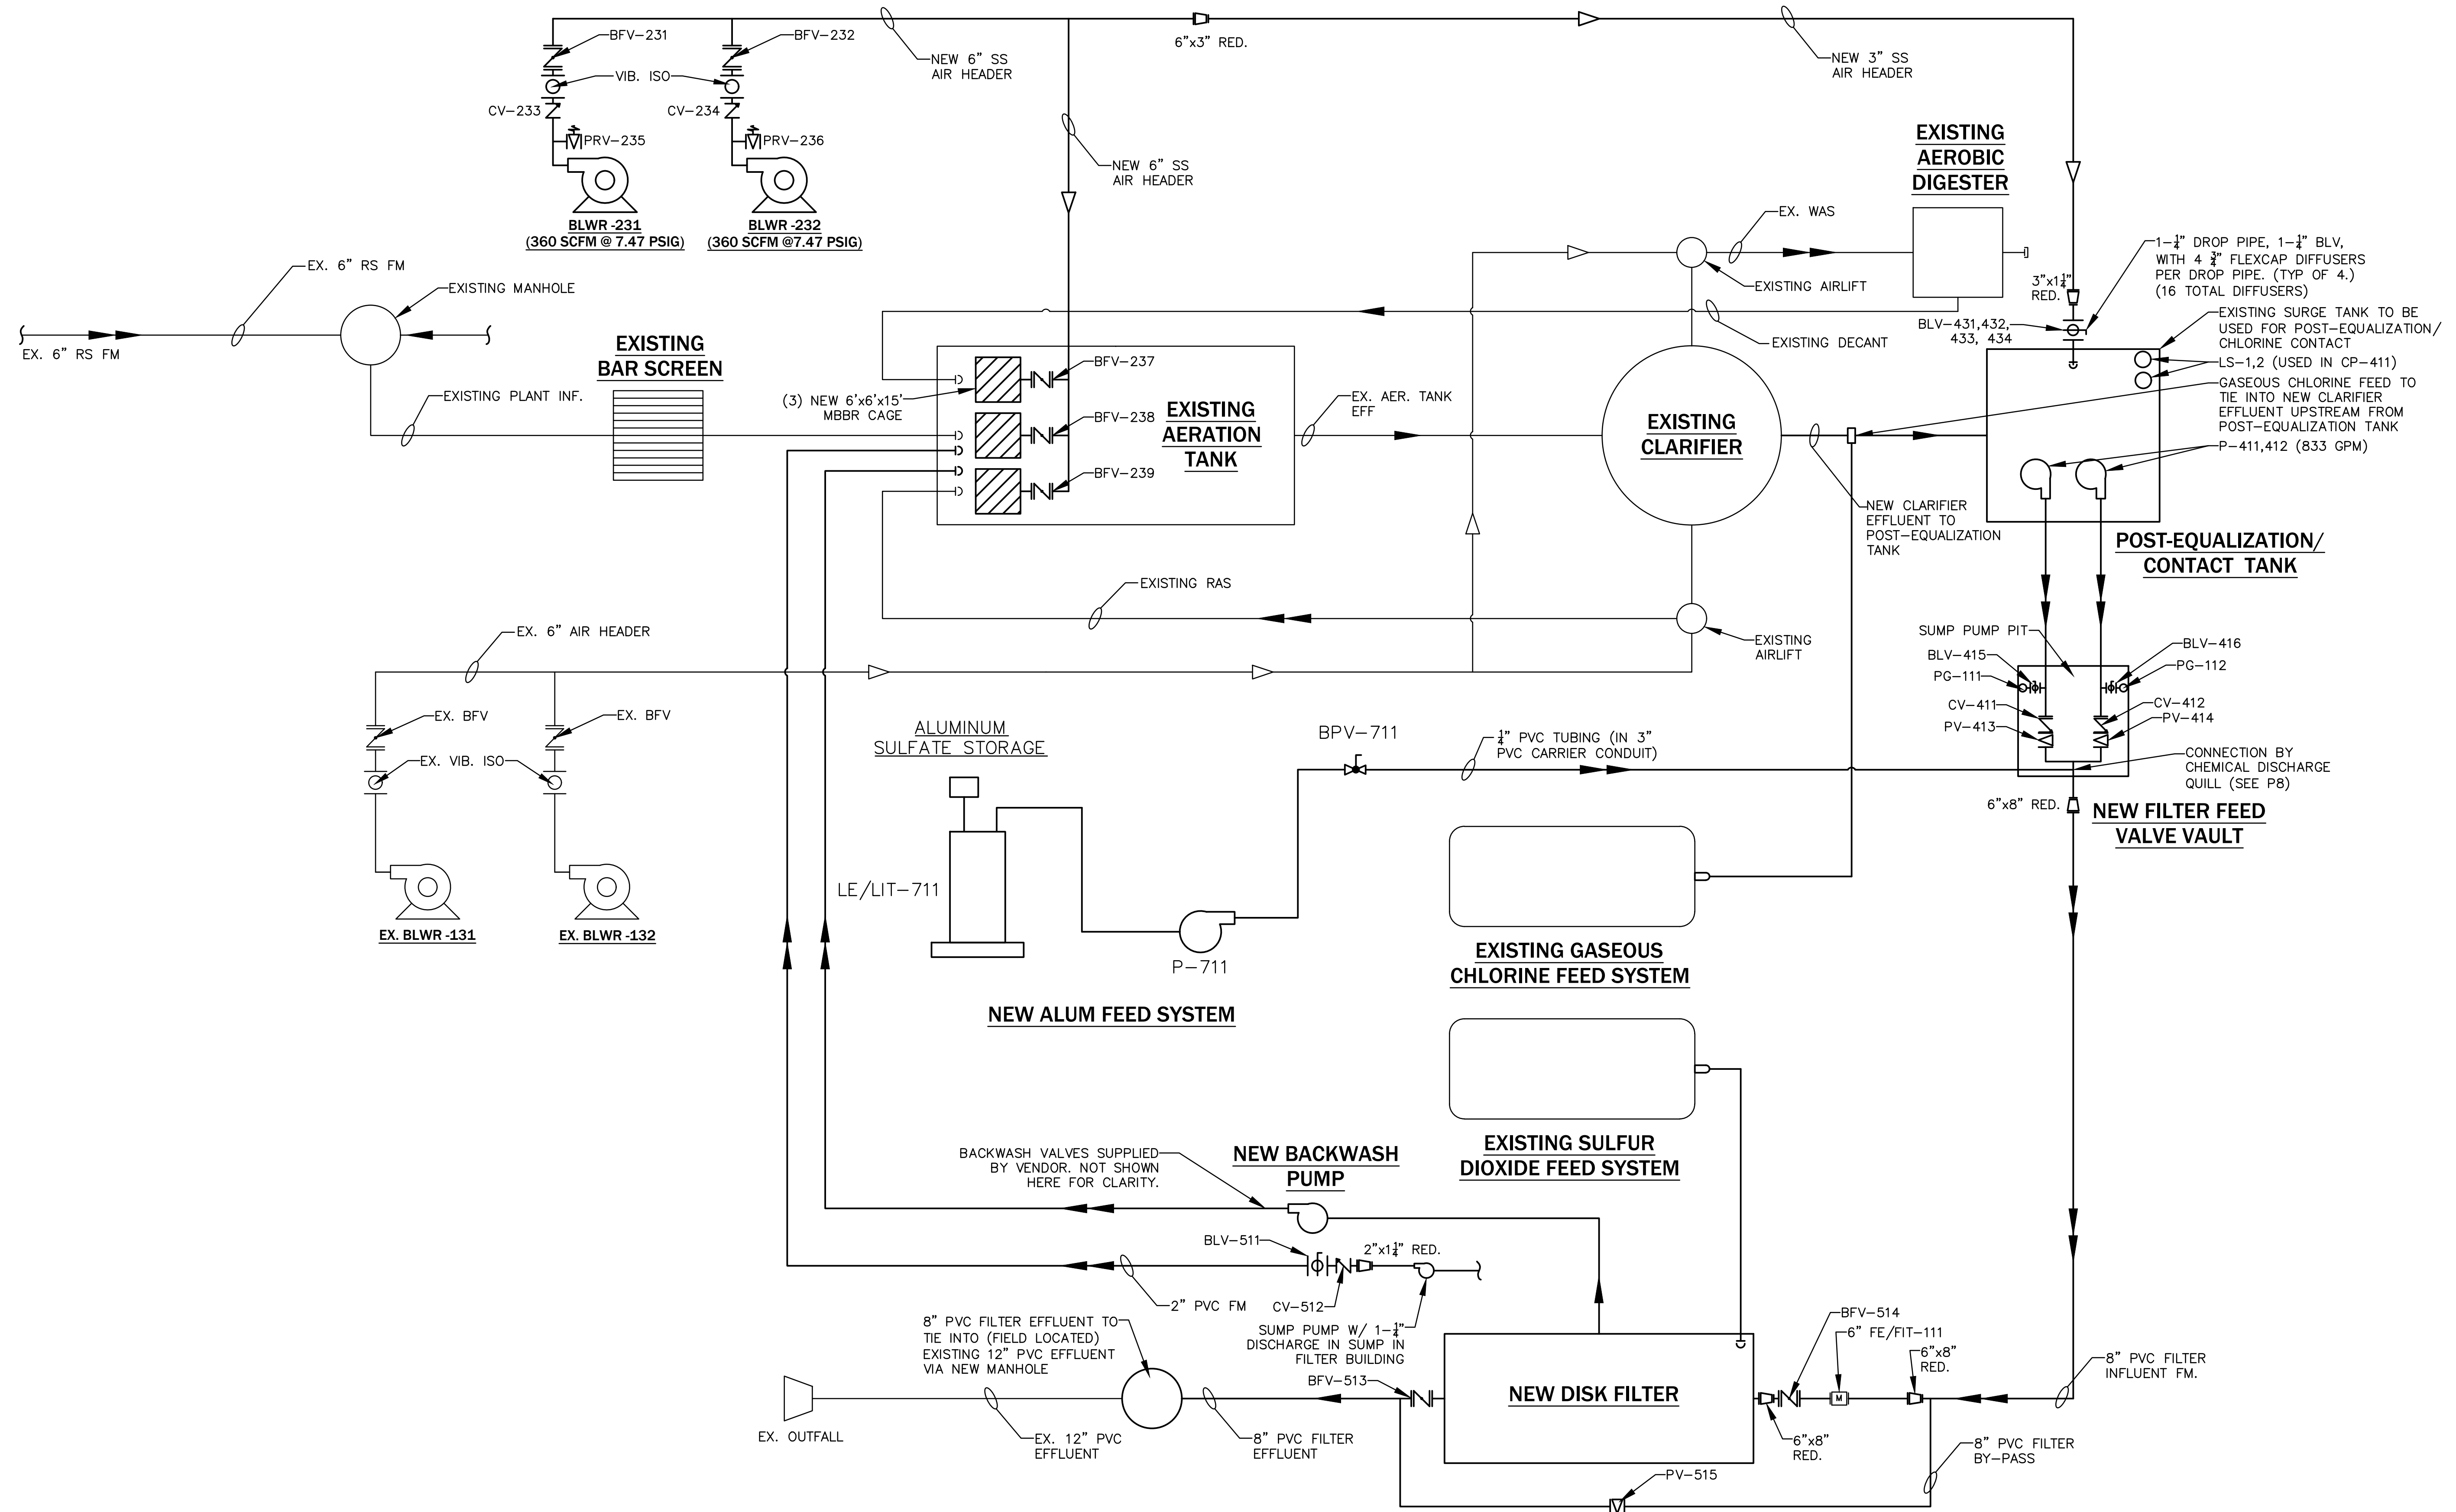 BFV-231
BFV-232
VIB. ISO
CV-233
CV-234
PRV-235
PRV-236
BLWR -231
(360 SCFM @ 7.47 PSIG)
BLWR -232
(360 SCFM @7.47 PSIG)
NEW 6" SS
AIR HEADER
6"x3" RED.
NEW 3" SS
AIR HEADER
NEW 6" SS
AIR HEADER
EXISTING
AEROBIC
DIGESTER
EX. WAS
EXISTING AIRLIFT
EXISTING DECANT
3"x1¼"
RED.
1-¼" DROP PIPE, 1-¼" BLV,
WITH 4 ¾" FLEXCAP DIFFUSERS
PER DROP PIPE. (TYP OF 4.)
(16 TOTAL DIFFUSERS)
BLV-431,432,
433, 434
EXISTING SURGE TANK TO BE
USED FOR POST-EQUALIZATION/
CHLORINE CONTACT
LS-1,2 (USED IN CP-411)
GASEOUS CHLORINE FEED TO
TIE INTO NEW CLARIFIER
EFFLUENT UPSTREAM FROM
POST-EQUALIZATION TANK
P-411,412 (833 GPM)
EX. 6" RS FM
EXISTING MANHOLE
EX. 6" RS FM
EXISTING PLANT INF.
EXISTING
BAR SCREEN
(3) NEW 6'x6'x15'
MBBR CAGE
BFV-237
BFV-238
BFV-239
EXISTING
AERATION
TANK
EX. AER. TANK
EFF
EXISTING
CLARIFIER
NEW CLARIFIER
EFFLUENT TO
POST-EQUALIZATION
TANK
POST-EQUALIZATION/
CONTACT TANK
EXISTING RAS
EXISTING
AIRLIFT
EX. 6" AIR HEADER
EX. BFV
EX. BFV
EX. VIB. ISO
EX. BLWR -131
EX. BLWR -132
SUMP PUMP PIT
BLV-415
PG-111
CV-411
PV-413
BLV-416
PG-112
CV-412
PV-414
CONNECTION BY
CHEMICAL DISCHARGE
QUILL (SEE P8)
6"x8" RED.
NEW FILTER FEED
VALVE VAULT
ALUMINUM
SULFATE STORAGE
LE/LIT-711
P-711
BPV-711
¼" PVC TUBING (IN 3"
PVC CARRIER CONDUIT)
NEW ALUM FEED SYSTEM
EXISTING GASEOUS
CHLORINE FEED SYSTEM
EXISTING SULFUR
DIOXIDE FEED SYSTEM
BACKWASH VALVES SUPPLIED
BY VENDOR. NOT SHOWN
HERE FOR CLARITY.
NEW BACKWASH
PUMP
BLV-511
2"x1¼" RED.
2" PVC FM
CV-512
SUMP PUMP W/ 1-¼"
DISCHARGE IN SUMP IN
FILTER BUILDING
8" PVC FILTER EFFLUENT TO
TIE INTO (FIELD LOCATED)
EXISTING 12" PVC EFFLUENT
VIA NEW MANHOLE
EX. OUTFALL
EX. 12" PVC
EFFLUENT
8" PVC FILTER
EFFLUENT
BFV-513
NEW DISK FILTER
BFV-514
6" FE/FIT-111
M
6"x8"
RED.
6"x8"
RED.
8" PVC FILTER
INFLUENT FM.
8" PVC FILTER
BY-PASS
PV-515